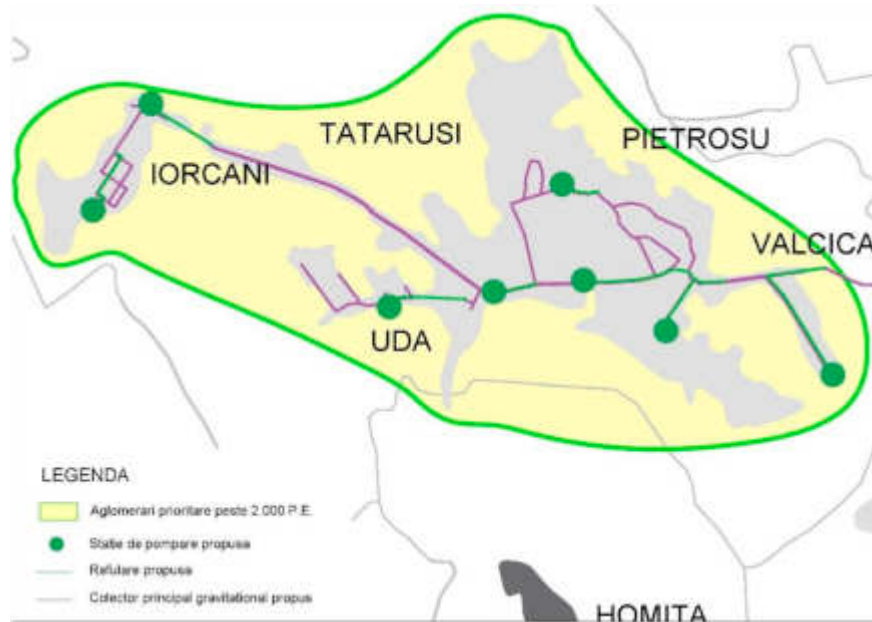 TATARUSI
PIETROSU
IORCANI
VALCICA
UDA
LEGENDA
Aglomerari prioritare peste 2.000 P.E.
Statie de pompare propusa
Refulare propusa
Colector principal gravitational propus
HOMITA